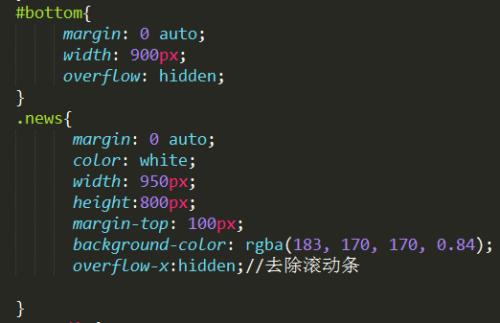 #bottom{
margin: 0 auto;
width: 900px;
overflow: hidden;
}
.news{
margin: 0 auto;
color: white;
width: 950px;
height:800px;
margin-top: 100px;
background-color: rgba(183, 170, 170, 0.84);
overflow-x:hidden;//去除滚动条
}